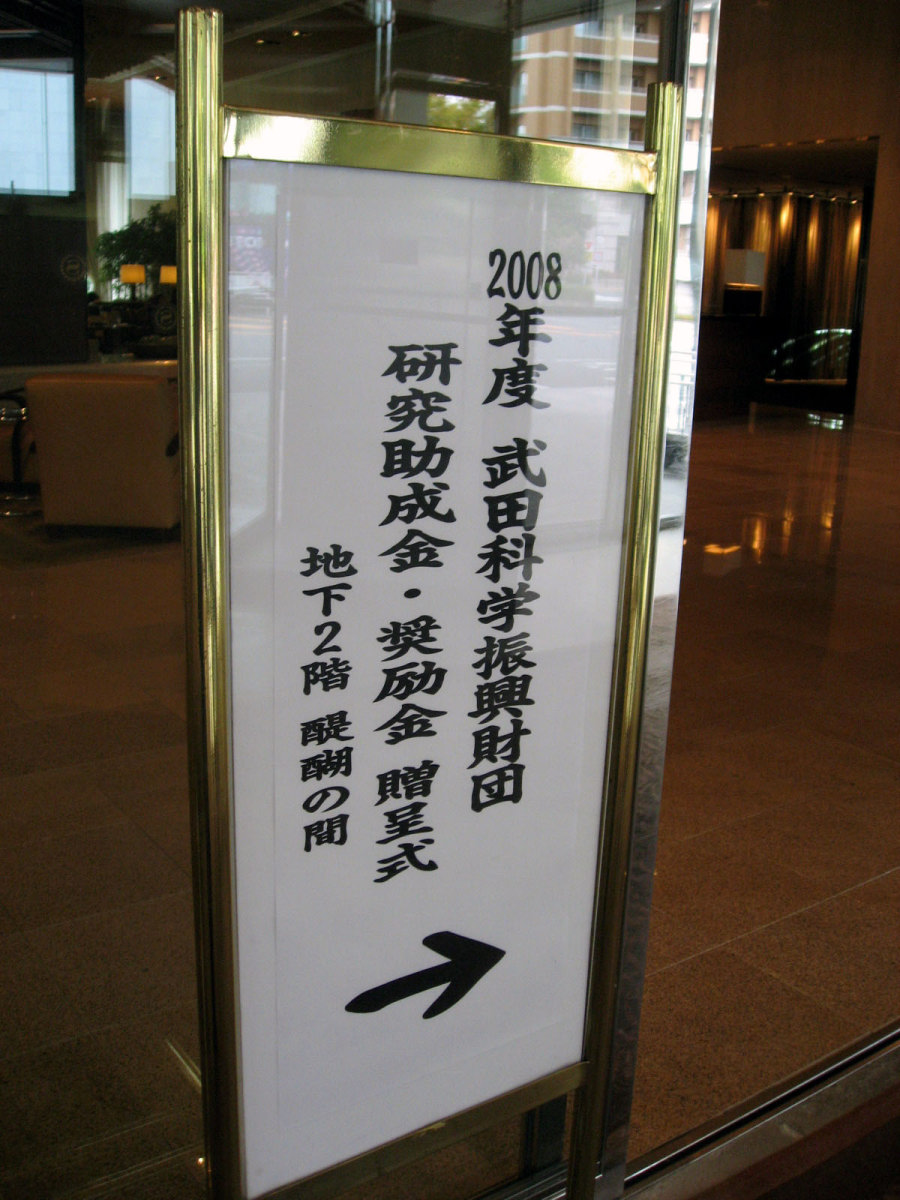 2008年度 武田科学振興財団
研究助成金・奨励金 贈呈式
地下2階 醍醐の間